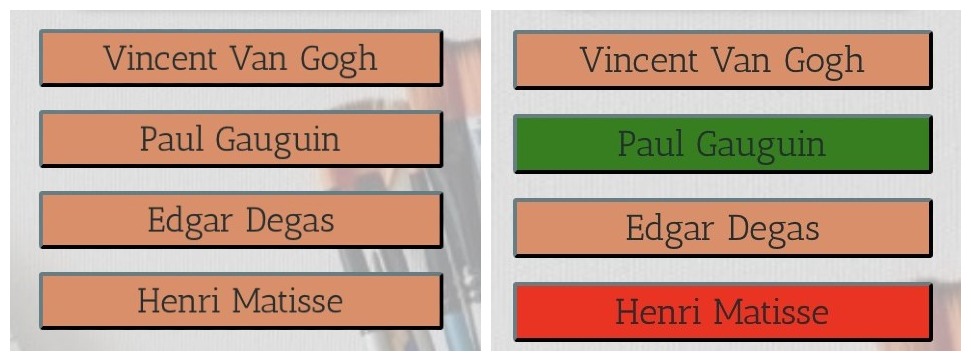 Vincent Van Gogh
Paul Gauguin
Edgar Degas
Henri Matisse
Vincent Van Gogh
Paul Gauguin
Edgar Degas
Henri Matisse